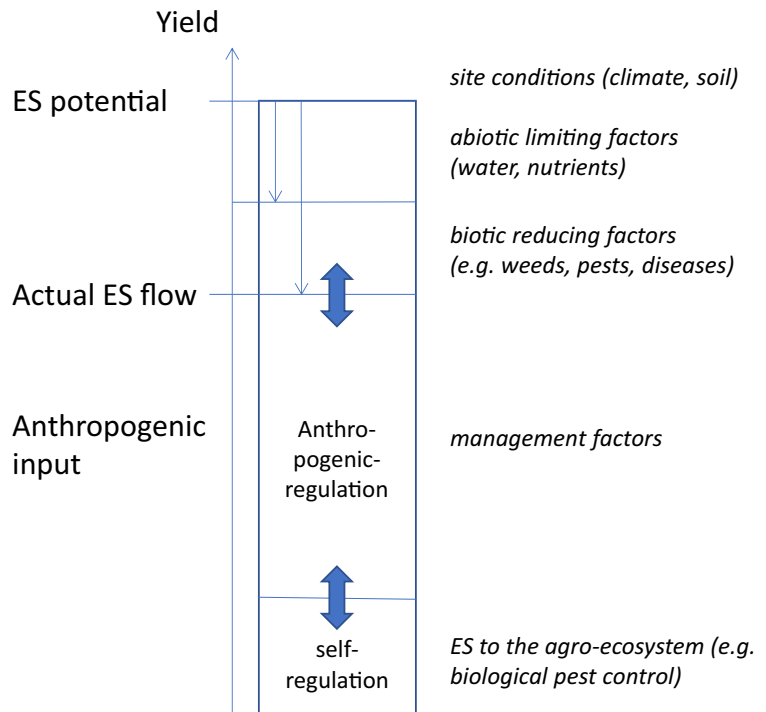 Yield
ES potential
site conditions (climate, soil)
abiotic limiting factors
(water, nutrients)
biotic reducing factors
(e.g. weeds, pests, diseases)
Actual ES flow
Anthropogenic
input
Anthro-
pogenic-
regulation
management factors
self-
regulation
ES to the agro-ecosystem (e.g.
biological pest control)